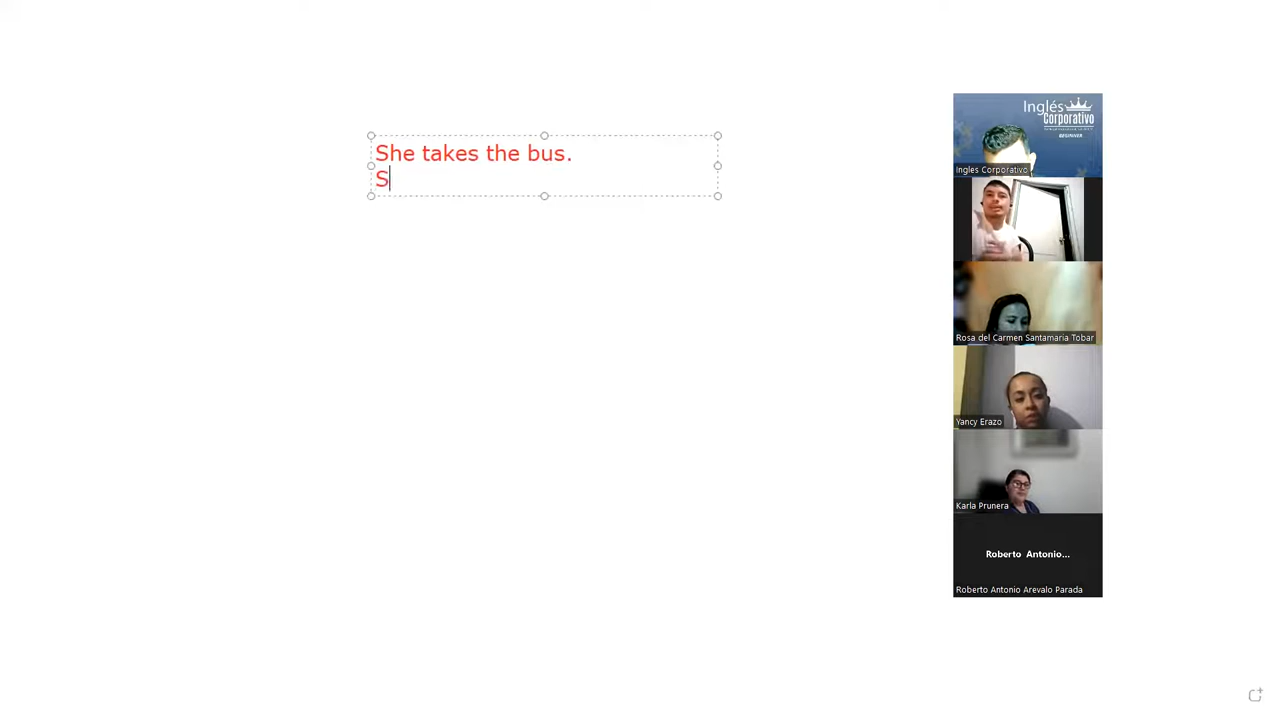 She takes the bus.
S
Inglés
Corporativo
BEGINNER
Ingles Corporativo
Rosa del Carmen Santamaria Tobar
Yancy Erazo
Karla Prunera
Roberto Antonio...
Roberto Antonio Arevalo Parada